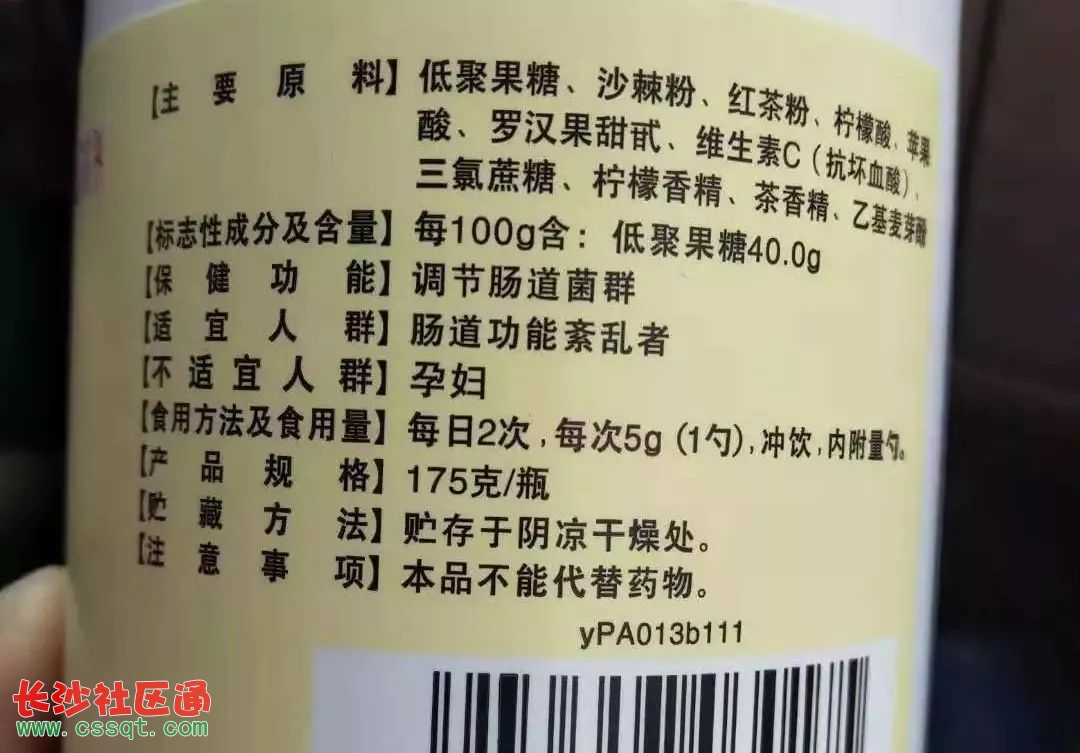 【主要原料】低聚果糖、沙棘粉、红茶粉、柠檬酸、苹果
酸、罗汉果甜甙、维生素C（抗坏血酸）、
三氯蔗糖、柠檬香精、茶香精、乙基麦芽酚
【标志性成分及含量】每100g含：低聚果糖40.0g
【保健功能】调节肠道菌群
【适宜人群】肠道功能紊乱者
【不适宜人群】孕妇
【食用方法及食用量】每日2次,每次5g (1勺),冲饮,内附量勺。
【产品规格】175克/瓶
【贮藏方法】贮存于阴凉干燥处。
【注意事项】本品不能代替药物。
yPA013b111
长沙社区通
www.cssqt.com